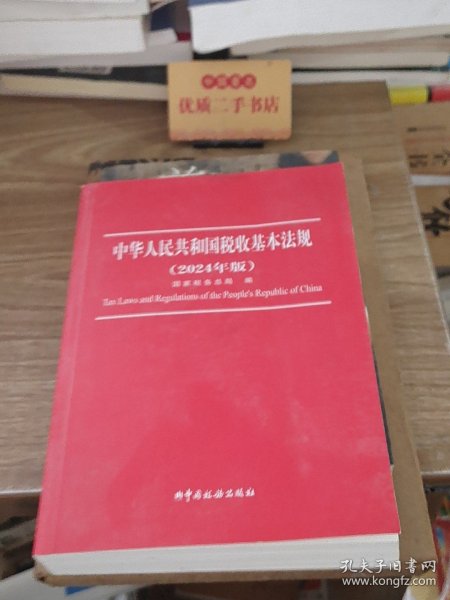 优质二手书店
中华人民共和国税收基本法规
（2024年版）
国家税务总局 编
Tax Laws and Regulations of the People's Republic of China
中国税务出版社
孔夫子旧书网
www.kongfz.com